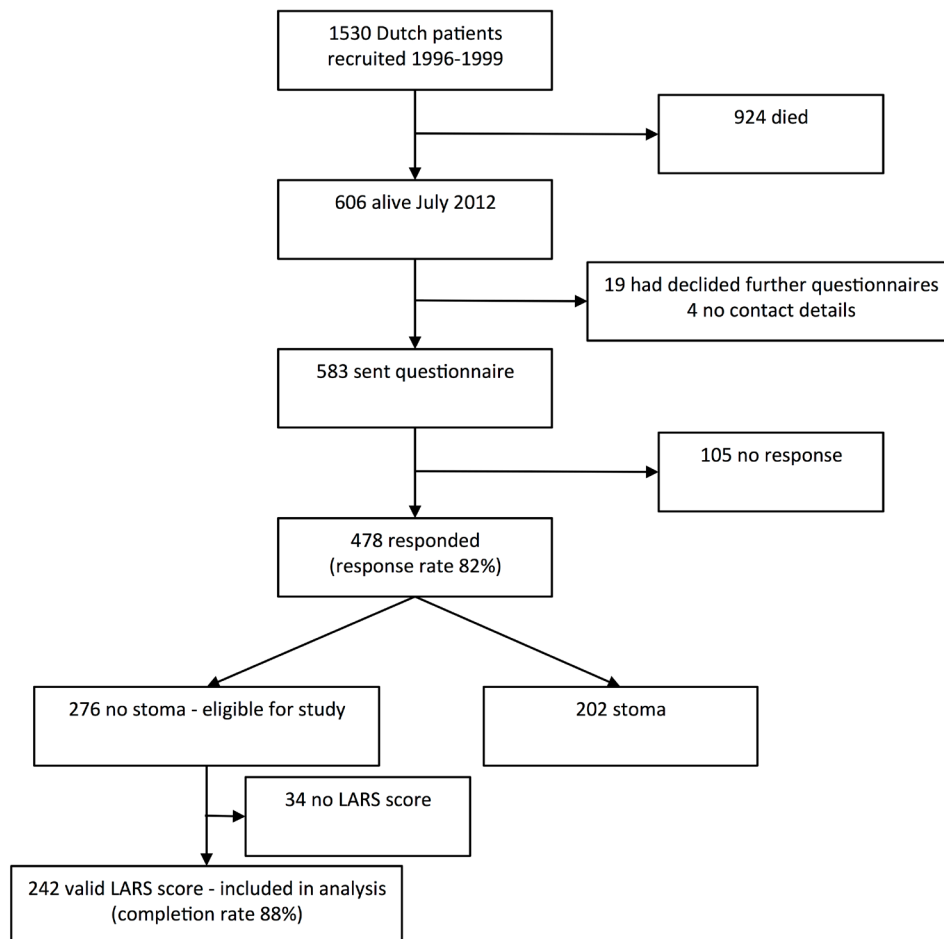 1530 Dutch patients
recruited 1996-1999
924 died
606 alive July 2012
19 had declided further questionnaires
4 no contact details
583 sent questionnaire
105 no response
478 responded
(response rate 82%)
276 no stoma - eligible for study
202 stoma
34 no LARS score
242 valid LARS score - included in analysis
(completion rate 88%)